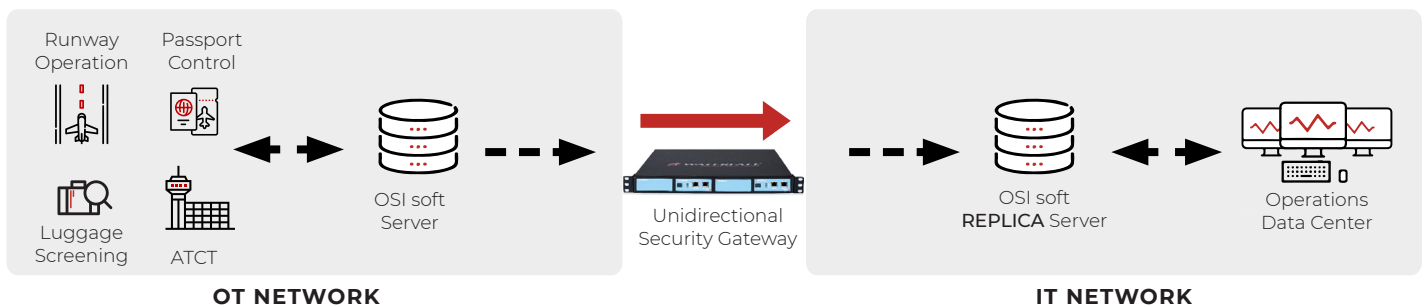 Runway
Operation
Passport
Control
Luggage
Screening
ATCT
OSI soft
Server
WATERFALL
Unidirectional
Security Gateway
OSI soft
REPLICA Server
Operations
Data Center
OT NETWORK
IT NETWORK